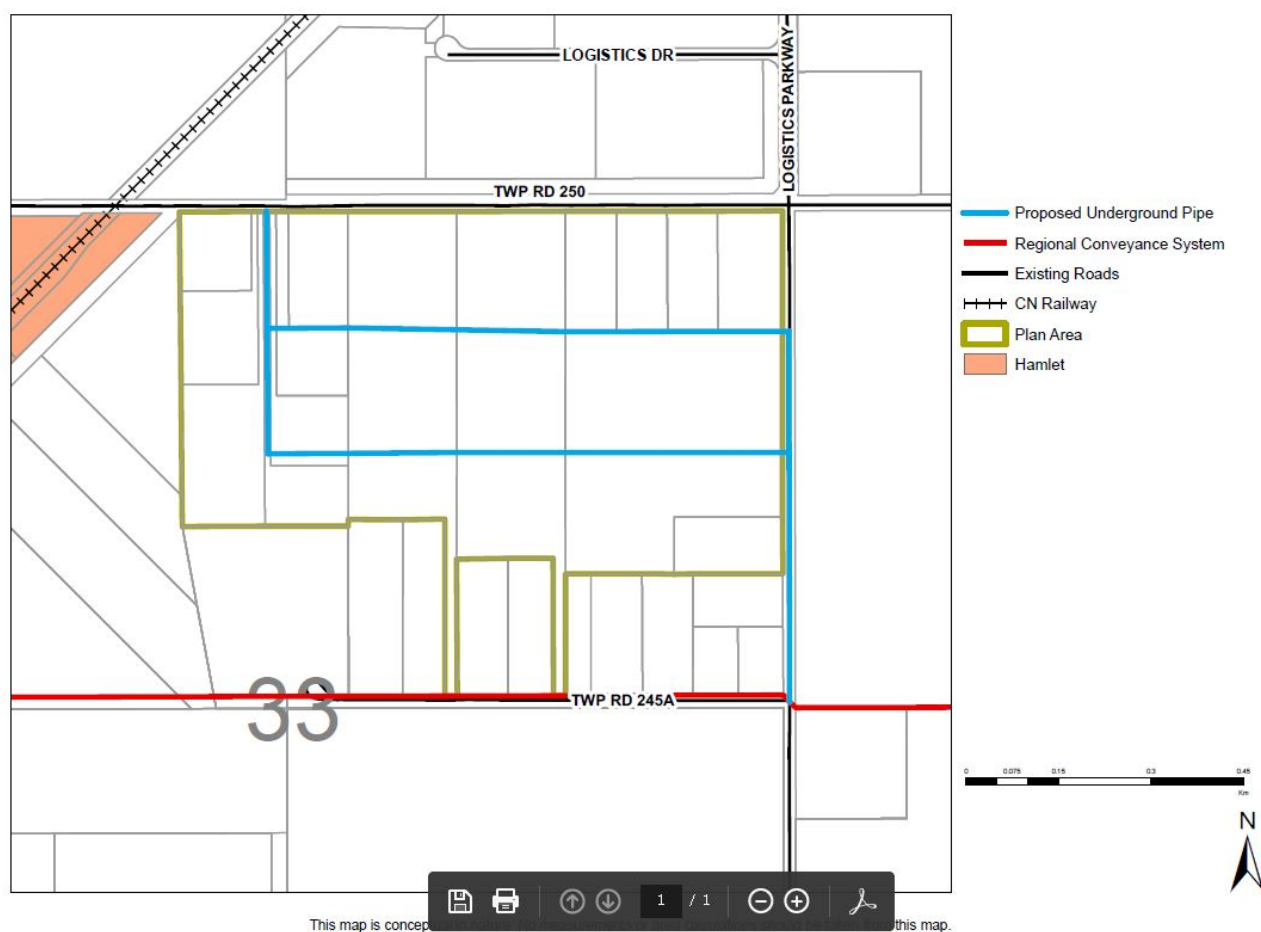 LOGISTICS DR
LOGISTICS PARKWAY
TWP RD 250
Proposed Underground Pipe
Regional Conveyance System
Existing Roads
CN Railway
Plan Area
Hamlet
33
TWP RD 245A
0 0.075 0.15 0.3 0.45
Km
N
1 / 1
This map is this map.